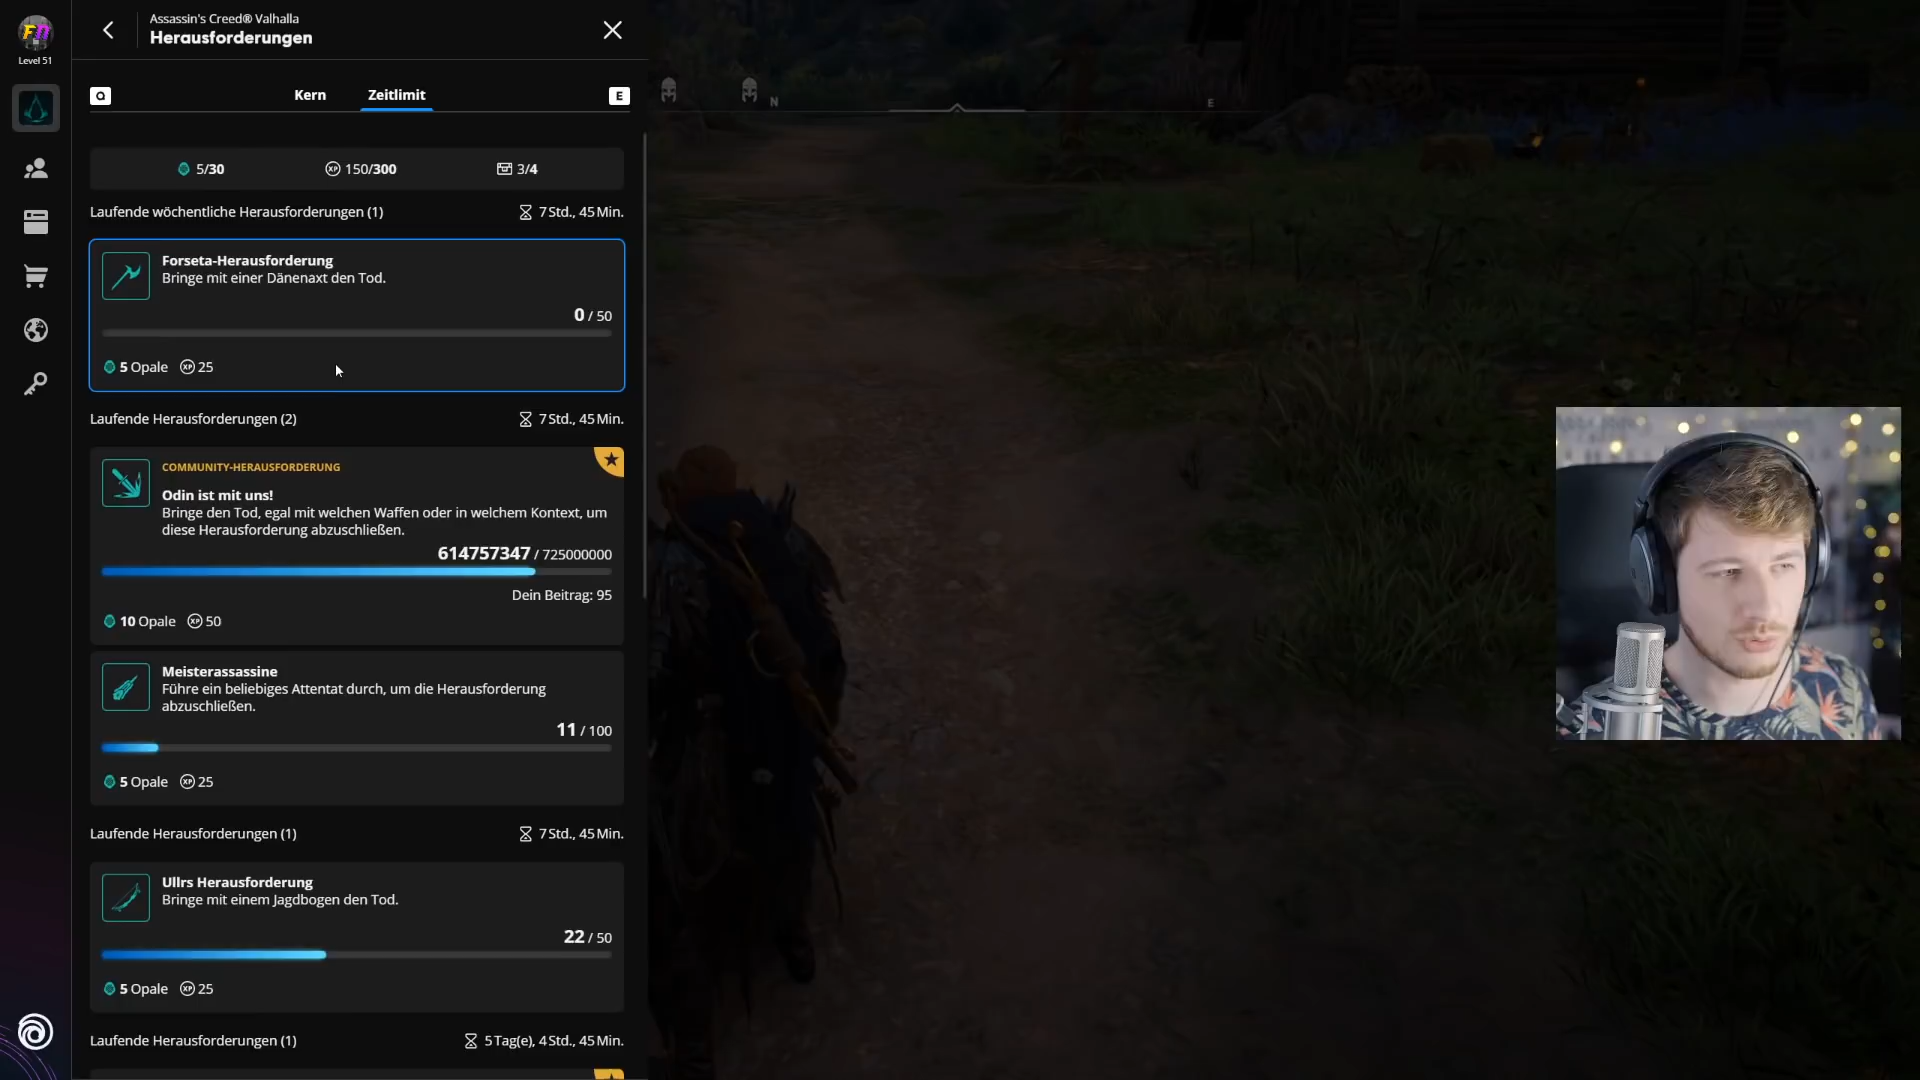 Level 51
Assassin's Creed® Valhalla
Herausforderungen
Q
Kern
Zeitlimit
E
5/30
XP 150/300
3/4
Laufende wöchentliche Herausforderungen (1)
7 Std., 45 Min.
Forseta-Herausforderung
Bringe mit einer Dänenaxt den Tod.
0 / 50
5 Opale XP 25
Laufende Herausforderungen (2)
7 Std., 45 Min.
COMMUNITY-HERAUSFORDERUNG
Odin ist mit uns!
Bringe den Tod, egal mit welchen Waffen oder in welchem Kontext, um
diese Herausforderung abzuschließen.
614757347 / 725000000
Dein Beitrag: 95
10 Opale XP 50
Meisterassassine
Führe ein beliebiges Attentat durch, um die Herausforderung
abzuschließen.
11 / 100
5 Opale XP 25
Laufende Herausforderungen (1)
7 Std., 45 Min.
Ullrs Herausforderung
Bringe mit einem Jagdbogen den Tod.
22 / 50
5 Opale XP 25
Laufende Herausforderungen (1)
5 Tag(e), 4 Std., 45 Min.
N
E